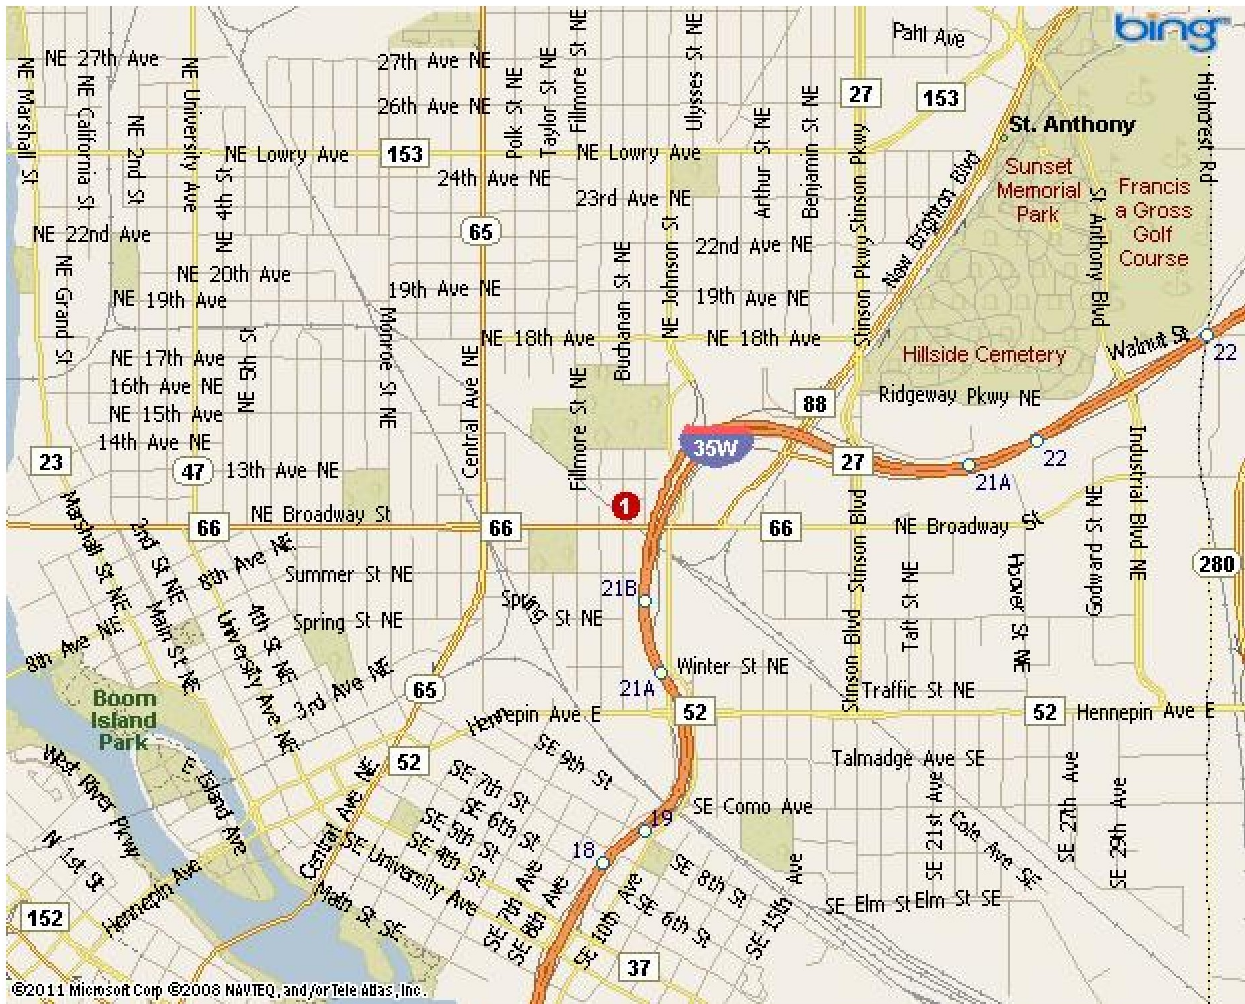 bing™
Pahl Ave
NE 27th Ave
27th Ave NE
26th Ave NE
NE Marshall St
NE California St
NE 2nd St
NE University Ave
NE 4th St
Polk St NE
Taylor St NE
Fillmore St NE
Ulysses St NE
Arthur St NE
Benjamin St NE
Stinson Pkwy
27
153
Highcrest Rd
St. Anthony
NE Lowry Ave
153
NE Lowry Ave
24th Ave NE
23rd Ave NE
New Brighton Blvd
Sunset
Memorial
Park
St Anthony Blvd
Francis
a Gross
Golf
Course
NE 22nd Ave
65
22nd Ave NE
Stinson Pkwy
NE Grand St
NE 20th Ave
NE 19th Ave
19th Ave NE
Buchanan St NE
NE Johnson St
19th Ave NE
Monroe St NE
NE 5th St
Central Ave NE
NE 18th Ave
NE 18th Ave
Stinson Pkwy
Hillside Cemetery
Walnut St
22
NE 17th Ave
16th Ave NE
NE 15th Ave
14th Ave NE
Fillmore St NE
88
Ridgeway Pkwy NE
35W
27
22
21A
23
47
13th Ave NE
Industrial Blvd NE
1
NE Broadway St
66
66
66
NE Broadway St
Marshall St NE
2nd St NE
8th Ave NE
Summer St NE
Stinson Blvd
Stinson Blvd
Godward St NE
Hoover St NE
Taft St NE
280
21B
Spring St NE
Spring St NE
Main St NE
4th St NE
University Ave NE
8th Ave NE
3rd Ave NE
Winter St NE
21A
65
Traffic St NE
Boom
Island
Park
Hennepin Ave E
52
52
Hennepin Ave E
Henn
52
SE 9th St
Talmadge Ave SE
West River Pkwy
E Island Ave
Central Ave NE
SE 7th St
SE 6th St
SE 5th St
SE 4th St
SE University Ave
SE Como Ave
19
18
SE 21st Ave
Cole Ave SE
SE 27th Ave
SE 29th Ave
N 1st St
Hennepin Ave
Main St SE
SE 7th Ave
SE 8th Ave
SE 10th Ave
SE 8th St
SE 6th St
SE 15th Ave
SE Elm St
Elm St SE
152
37
©2011 Microsoft Corp ©2008 NAVTEQ, and/or Tele Atlas, Inc.